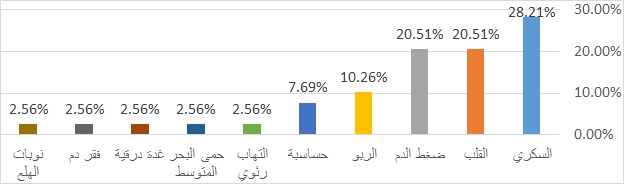 30.00%
20.00%
10.00%
0.00%
28.21%
20.51%
20.51%
10.26%
7.69%
2.56%
2.56%
2.56%
2.56%
2.56%
السكري
القلب
ضغط الدم
الربو
حساسية
التهاب
رئوي
حمى البحر
المتوسط
غدة درقية
فقر دم
نوبات
الهلع